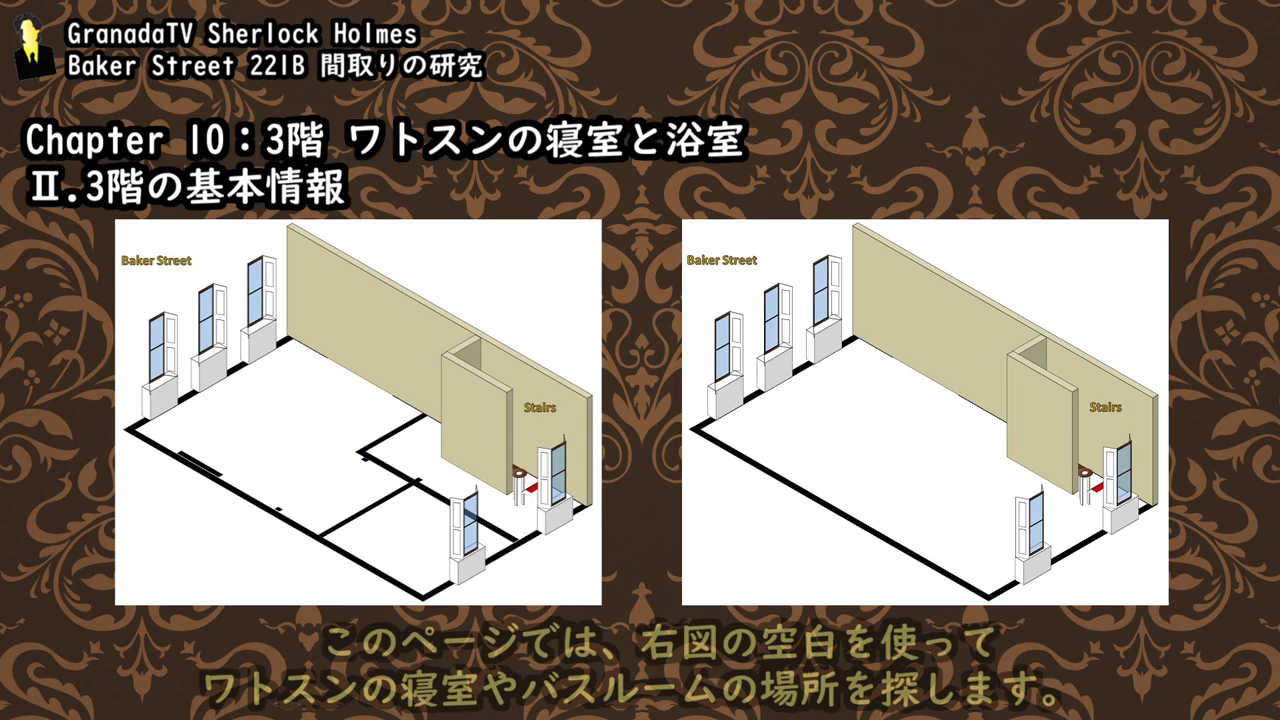 GranadaTV Sherlock Holmes
Baker Street 221B 間取りの研究
Chapter 10：3階 ワトスンの寝室と浴室
Ⅱ.3階の基本情報
Baker Street
Stairs
Baker Street
Stairs
このページでは、右図の空白を使って
ワトスンの寝室やバスルームの場所を探します。